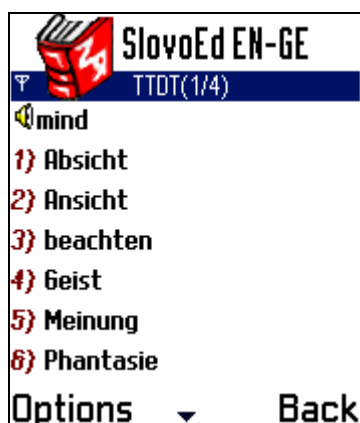 SlovoEd EN-GE
TTDT(1/4)
mind
1) Absicht
2) Ansicht
3) beachten
4) Geist
5) Meinung
6) Phantasie
Options Back